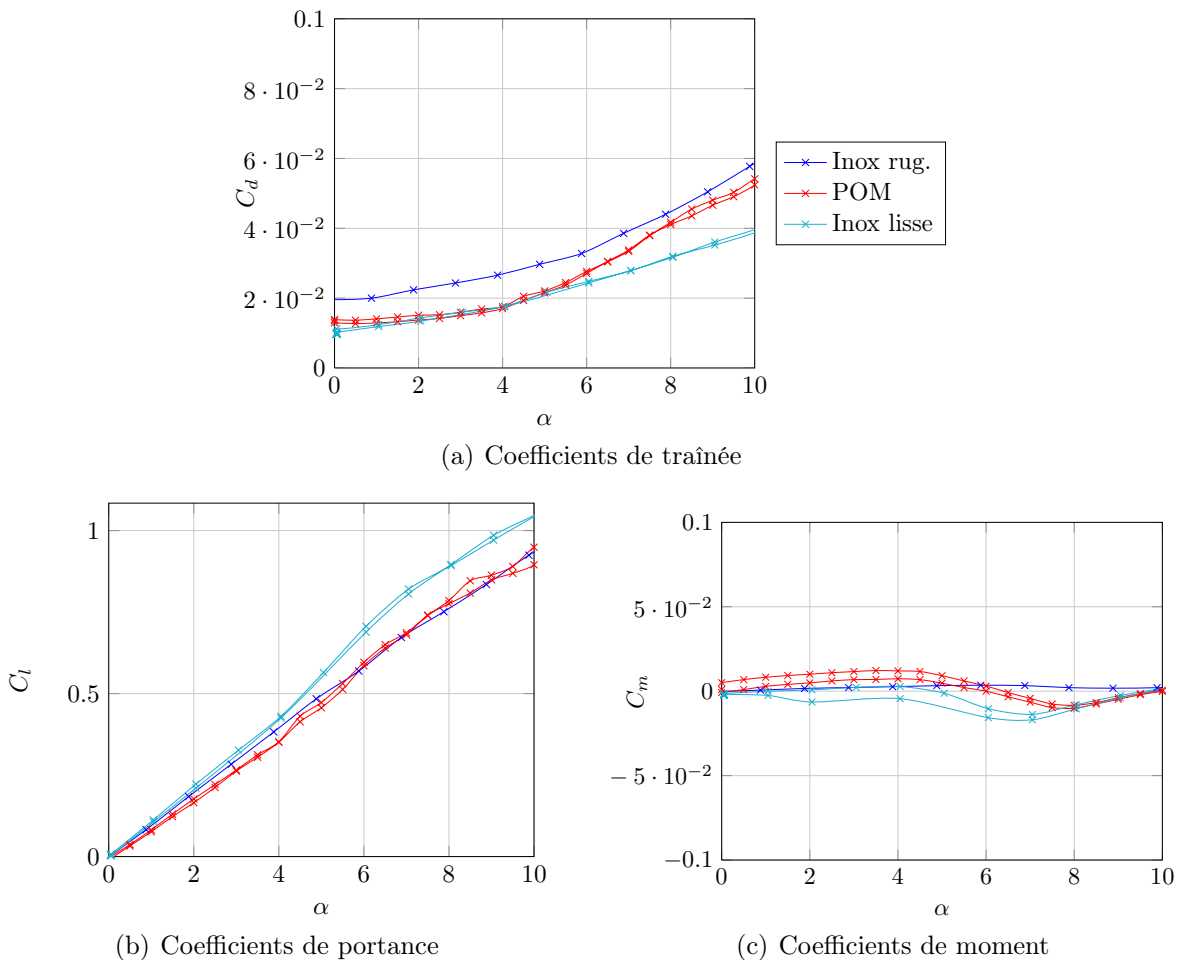 0.1
8 · 10⁻²
6 · 10⁻²
4 · 10⁻²
2 · 10⁻²
0
C_d
0 2 4 6 8 10
α
Inox rug.
POM
Inox lisse
(a) Coefficients de traînée
1
0.5
0
C_l
0 2 4 6 8 10
α
(b) Coefficients de portance
0.1
5 · 10⁻²
0
−5 · 10⁻²
−0.1
C_m
0 2 4 6 8 10
α
(c) Coefficients de moment